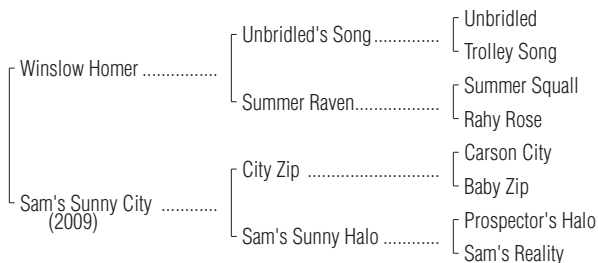 Unbridled
Unbridled's Song..............
Trolley Song
Winslow Homer ................
Summer Squall
Summer Raven..................
Rahy Rose
Carson City
City Zip ......................
Baby Zip
Sam's Sunny City ............
(2009)
Prospector's Halo
Sam's Sunny Halo ............
Sam's Reality